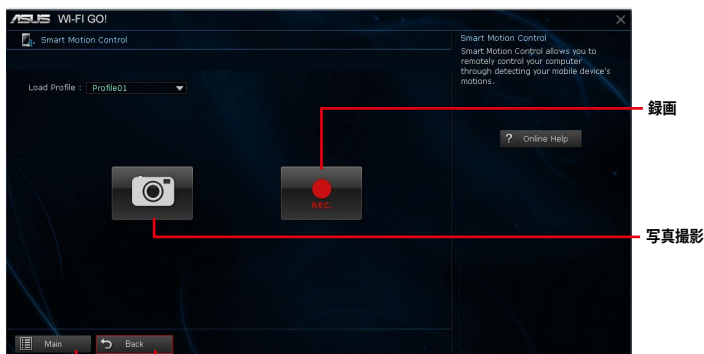 ASUS WI-FI GO!
Smart Motion Control
Load Profile : Profile01
REC.
Main
Back
Smart Motion Control
Smart Motion Control allows you to
remotely control your computer
through detecting your mobile device's
motions.
? Online Help
録画
写真撮影